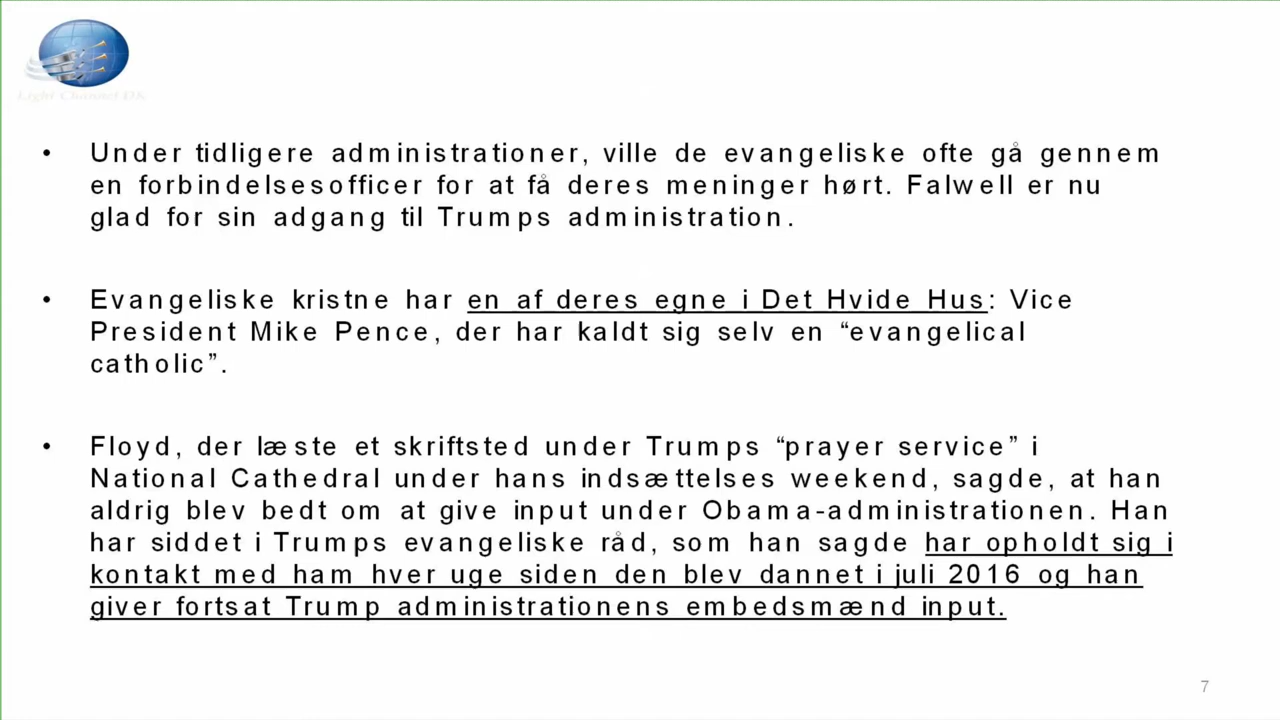 Light Channel DK
• Under tidligere administrationer, ville de evangeliske ofte gå gennem
en forbindelsesofficer for at få deres meninger hørt. Falwell er nu
glad for sin adgang til Trumps administration.
• Evangeliske kristne har en af deres egne i Det Hvide Hus: Vice
President Mike Pence, der har kaldt sig selv en “evangelical
catholic”.
• Floyd, der læste et skriftsted under Trumps “prayer service” i
National Cathedral under hans indsættelses weekend, sagde, at han
aldrig blev bedt om at give input under Obama-administrationen. Han
har siddet i Trumps evangeliske råd, som han sagde har opholdt sig i
kontakt med ham hver uge siden den blev dannet i juli 2016 og han
giver fortsat Trump administrationens embedsmænd input.
7